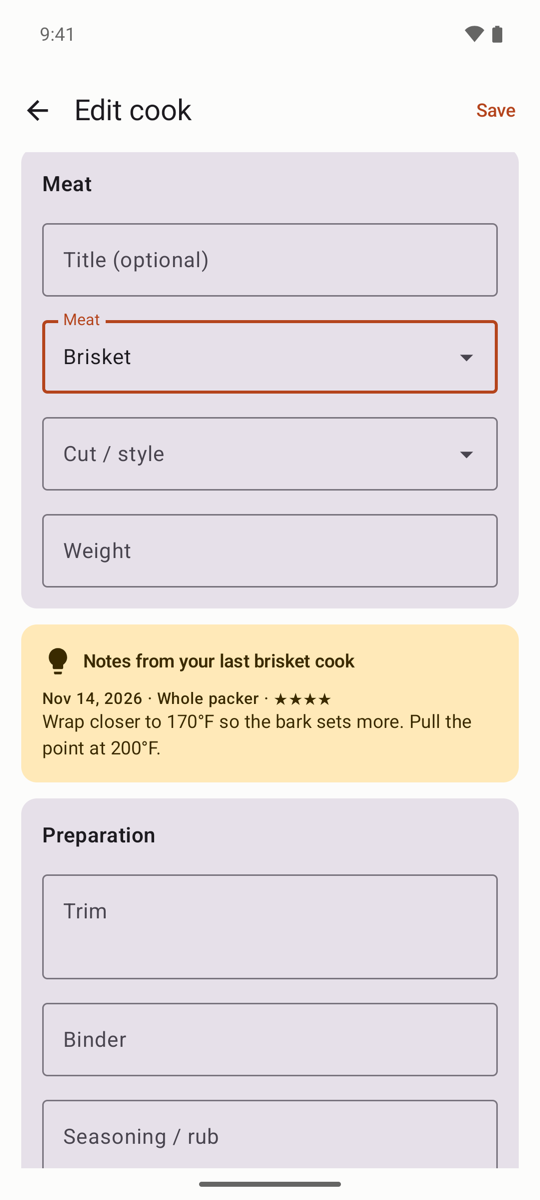 9:41
Edit cook
Save
Meat
Title (optional)
Meat
Brisket
Cut / style
Weight
Notes from your last brisket cook
Nov 14, 2026 · Whole packer · ★★★★
Wrap closer to 170°F so the bark sets more. Pull the
point at 200°F.
Preparation
Trim
Binder
Seasoning / rub